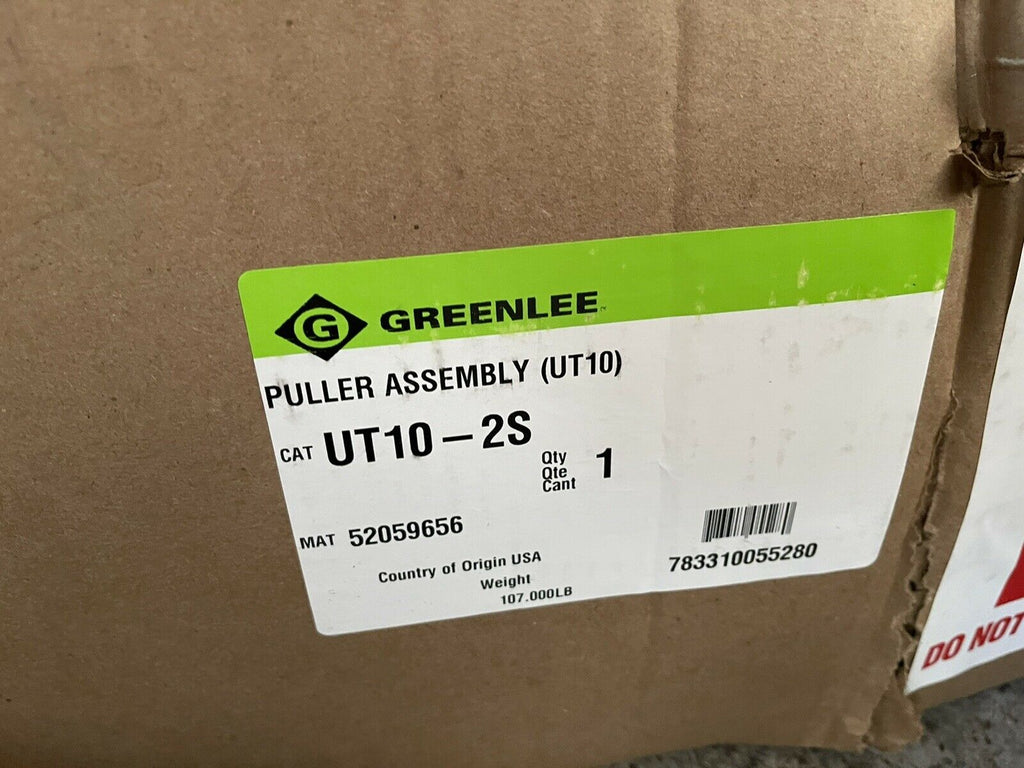 G GREENLEE™
PULLER ASSEMBLY (UT10)
CAT UT10-2S
Qty
Qte
Cant
1
MAT 52059656
Country of Origin USA
Weight
107.000LB
783310055280
DO NOT